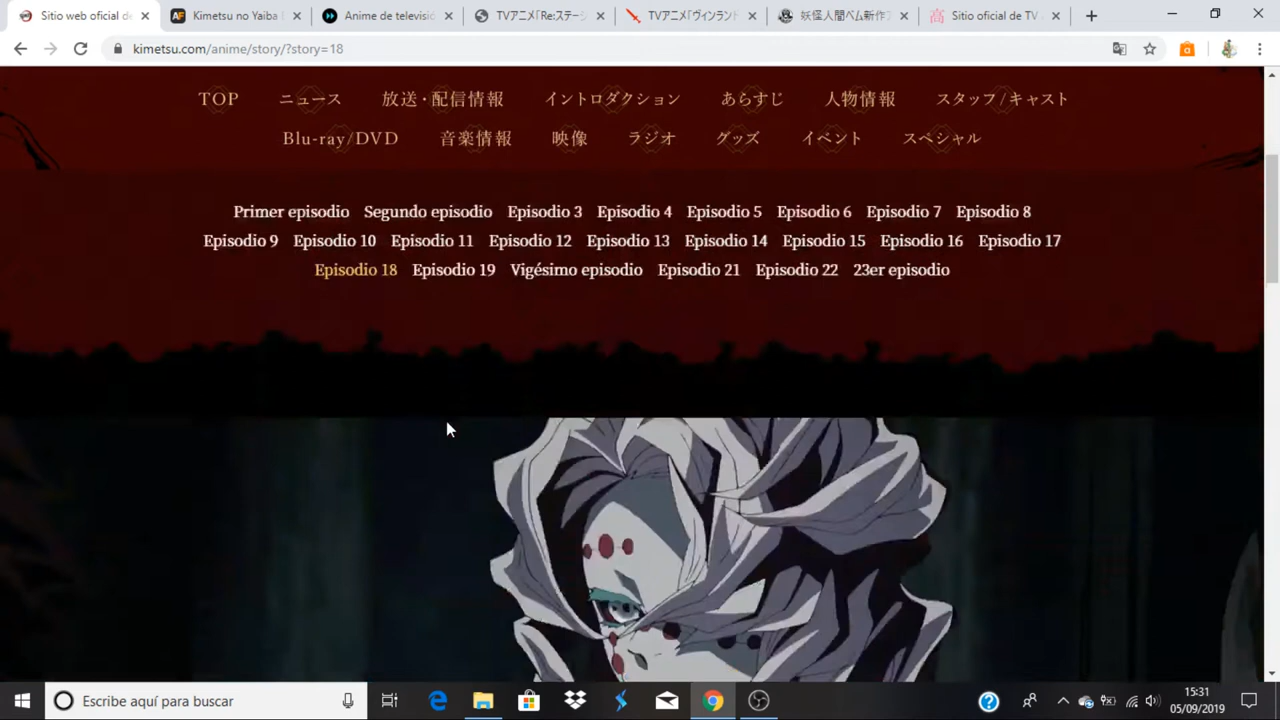 Sitio web oficial de
Kimetsu no Yaiba
Anime de televisió
TVアニメ「Re:ステージ
TVアニメ「ヴィンラント
妖怪人間ベム新作ア
Sitio oficial de TV
kimetsu.com/anime/story/?story=18
TOP ニュース 放送・配信情報 イントロダクション あらすじ 人物情報 スタッフ/キャスト
Blu-ray/DVD 音楽情報 映像 ラジオ グッズ イベント スペシャル
Primer episodio Segundo episodio Episodio 3 Episodio 4 Episodio 5 Episodio 6 Episodio 7 Episodio 8
Episodio 9 Episodio 10 Episodio 11 Episodio 12 Episodio 13 Episodio 14 Episodio 15 Episodio 16 Episodio 17
Episodio 18 Episodio 19 Vigésimo episodio Episodio 21 Episodio 22 23er episodio
Escribe aquí para buscar
15:31
05/09/2019